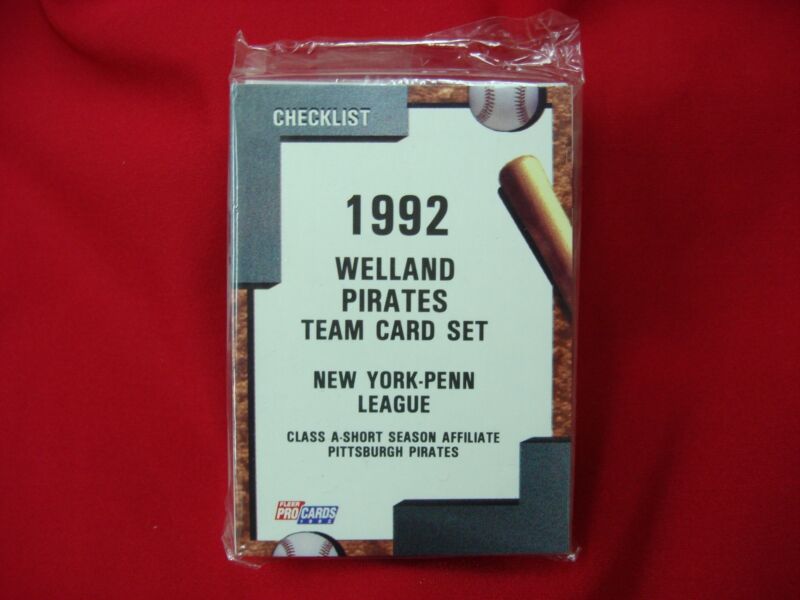 CHECKLIST
1992
WELLAND
PIRATES
TEAM CARD SET
NEW YORK-PENN
LEAGUE
CLASS A-SHORT SEASON AFFILIATE
PITTSBURGH PIRATES
FLEER
PRO CARDS
1992